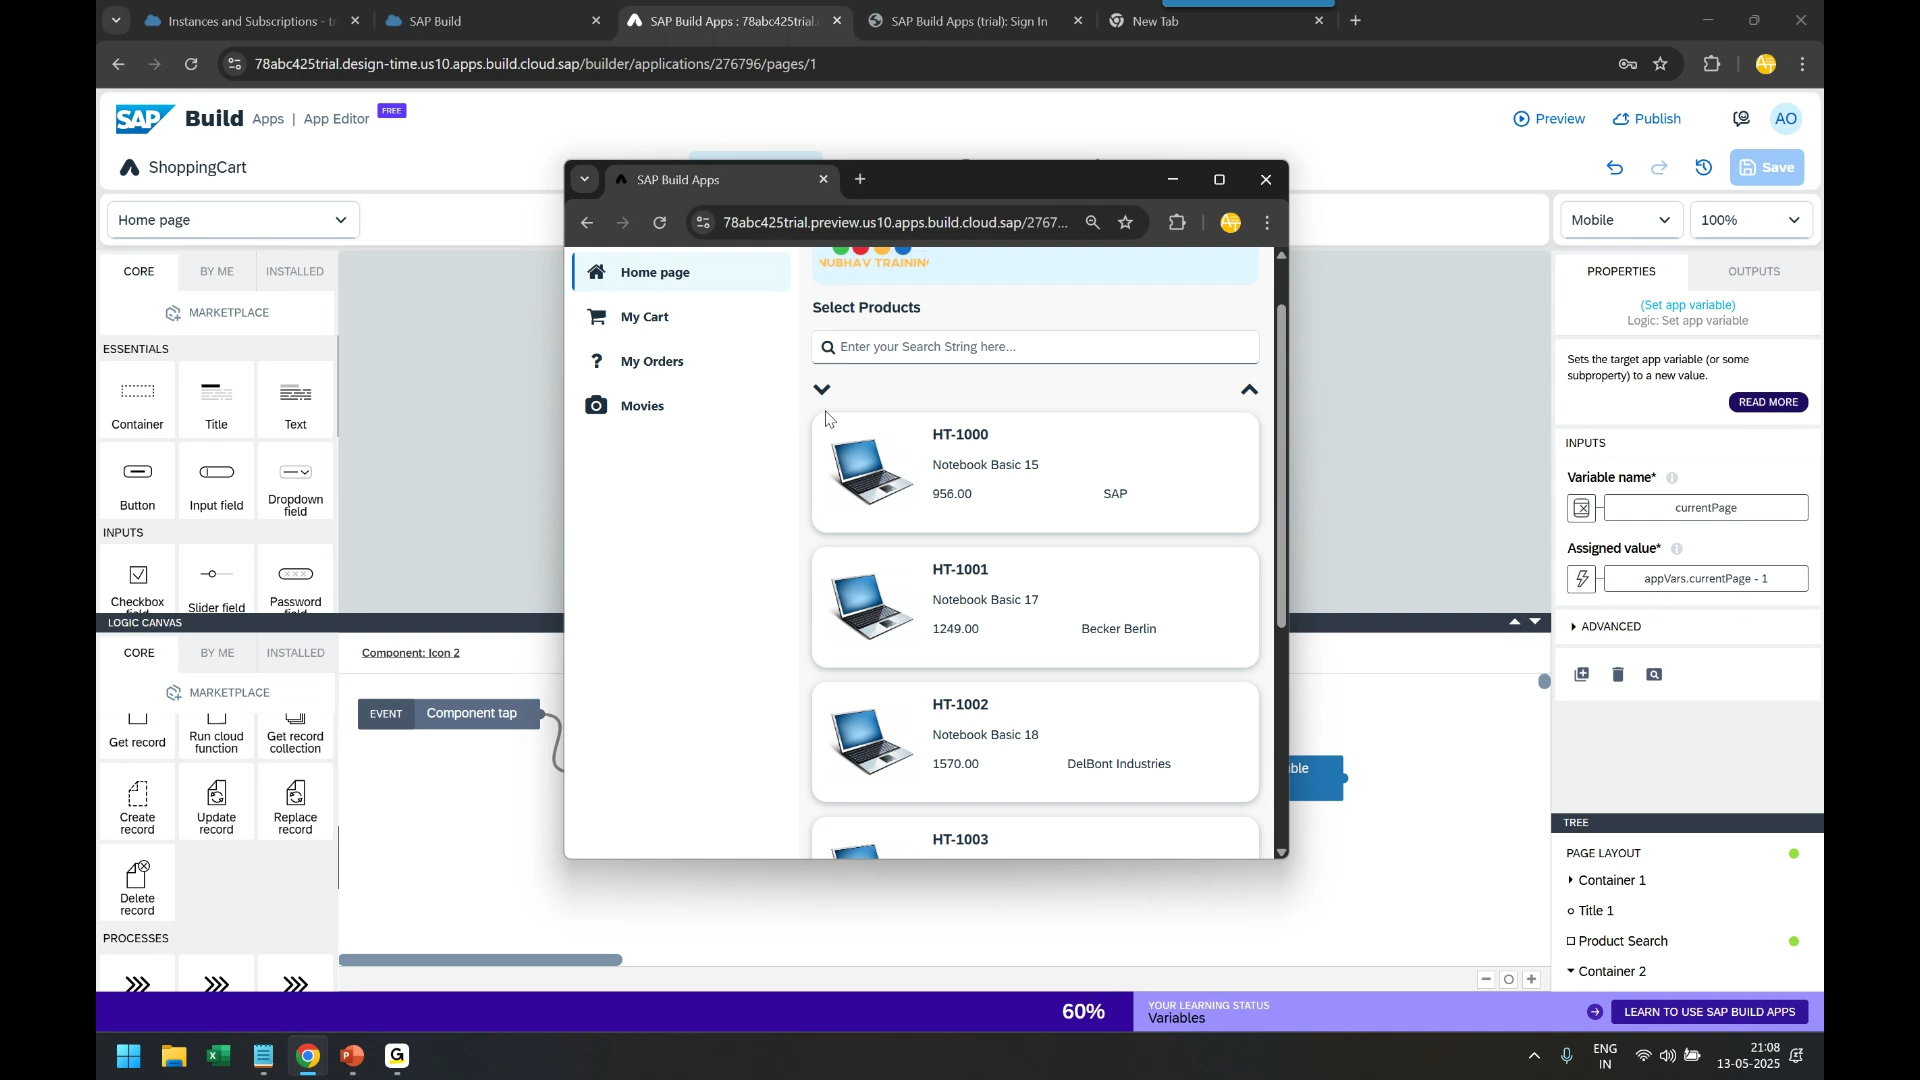 Instances and Subscriptions - tr
SAP Build
SAP Build Apps : 78abc425trial.
SAP Build Apps (trial): Sign In
New Tab
78abc425trial.design-time.us10.apps.build.cloud.sap/builder/applications/276796/pages/1
SAP Build Apps | App Editor FREE
Preview
Publish
AO
ShoppingCart
Save
Home page
Mobile
100%
SAP Build Apps
78abc425trial.preview.us10.apps.build.cloud.sap/2767...
CORE
BY ME
INSTALLED
MARKETPLACE
ESSENTIALS
Container
Title
Text
Button
Input field
Dropdown
field
INPUTS
Checkbox
field
Slider field
Password
field
Home page
My Cart
My Orders
Movies
NUBHAV TRAINING
Select Products
Enter your Search String here...
HT-1000
Notebook Basic 15
956.00
SAP
HT-1001
Notebook Basic 17
1249.00
Becker Berlin
HT-1002
Notebook Basic 18
1570.00
DelBont Industries
HT-1003
PROPERTIES
OUTPUTS
(Set app variable)
Logic: Set app variable
Sets the target app variable (or some
subproperty) to a new value.
READ MORE
INPUTS
Variable name*
currentPage
Assigned value*
appVars.currentPage - 1
ADVANCED
LOGIC CANVAS
CORE
BY ME
INSTALLED
MARKETPLACE
Component: Icon 2
EVENT
Component tap
Get record
Run cloud
function
Get record
collection
Create
record
Update
record
Replace
record
Delete
record
PROCESSES
TREE
PAGE LAYOUT
Container 1
Title 1
Product Search
Container 2
60%
YOUR LEARNING STATUS
Variables
LEARN TO USE SAP BUILD APPS
ENG
IN
21:08
13-05-2025